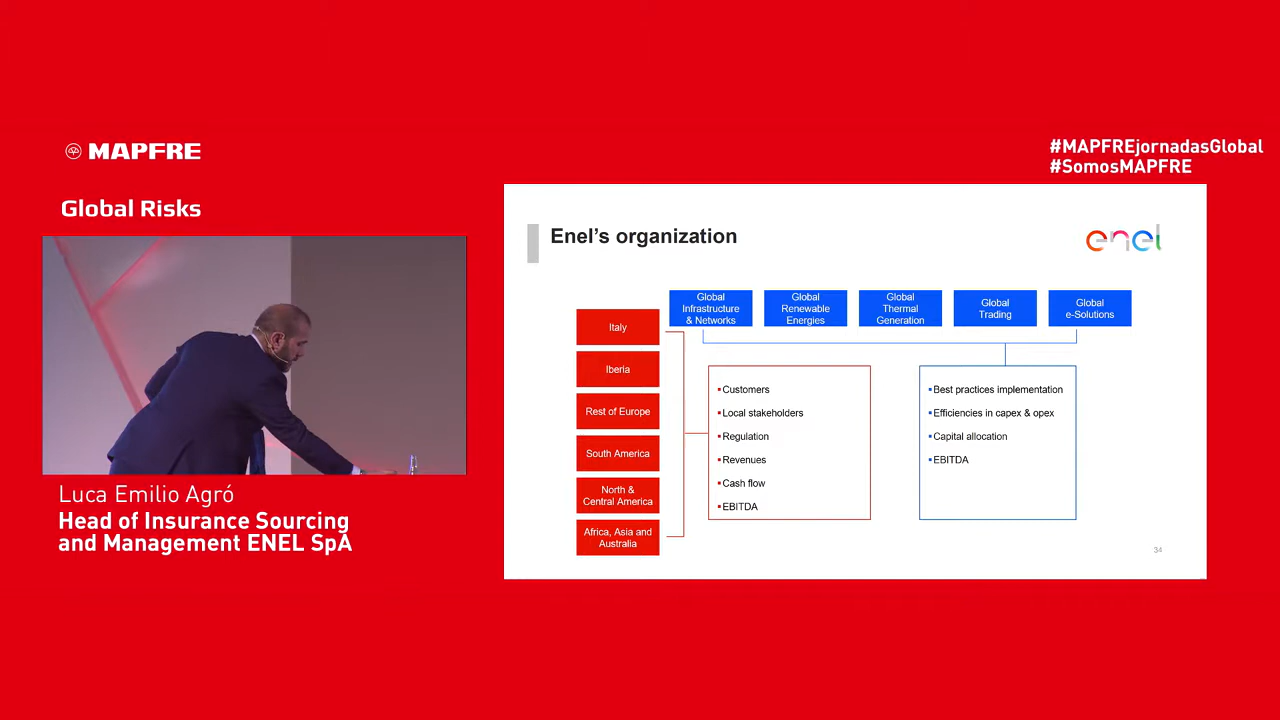 MAPFRE
#MAPFREjornadasGlobal
#SomosMAPFRE
Global Risks
Luca Emilio Agró
Head of Insurance Sourcing
and Management ENEL SpA
Enel's organization
enel
Global
Infrastructure
& Networks
Global
Renewable
Energies
Global
Thermal
Generation
Global
Trading
Global
e-Solutions
Italy
Iberia
Rest of Europe
South America
North &
Central America
Africa, Asia and
Australia
▪Customers
▪Local stakeholders
▪Regulation
▪Revenues
▪Cash flow
▪EBITDA
▪Best practices implementation
▪Efficiencies in capex & opex
▪Capital allocation
▪EBITDA
34